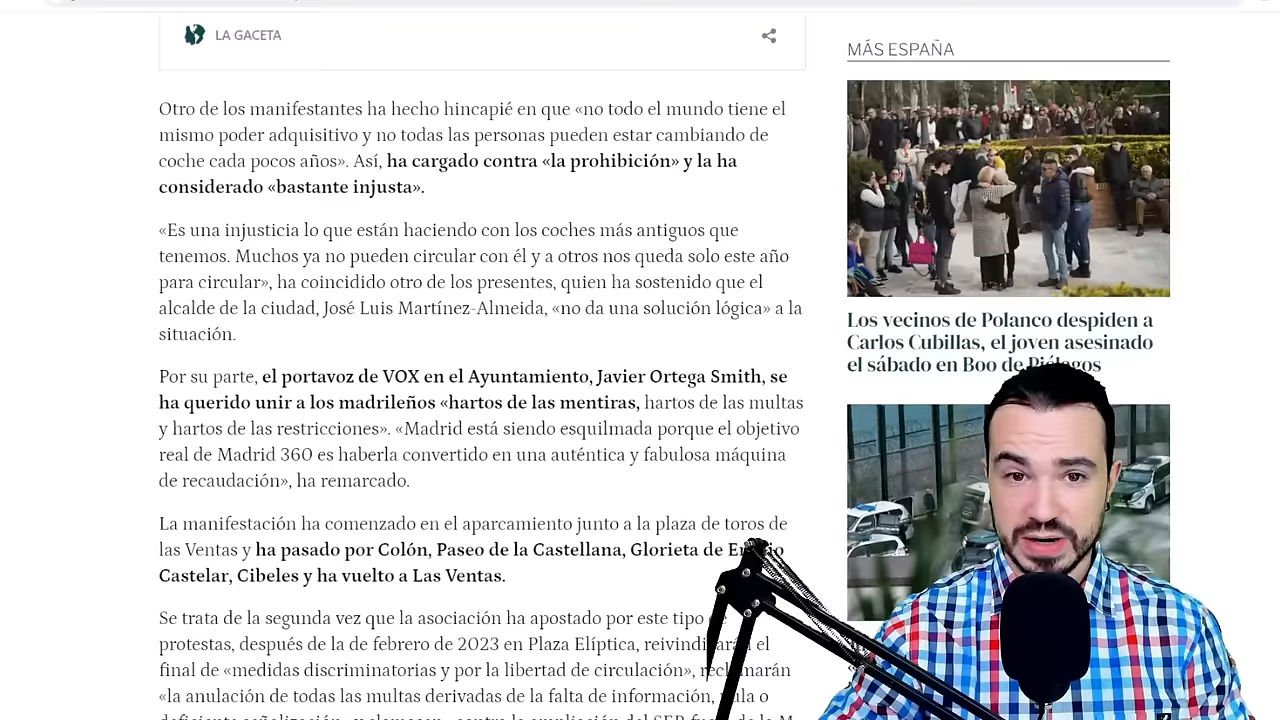 LA GACETA
Otro de los manifestantes ha hecho hincapié en que «no todo el mundo tiene el
mismo poder adquisitivo y no todas las personas pueden estar cambiando de
coche cada pocos años». Así, ha cargado contra «la prohibición» y la ha
considerado «bastante injusta».
«Es una injusticia lo que están haciendo con los coches más antiguos que
tenemos. Muchos ya no pueden circular con él y a otros nos queda solo este año
para circular», ha coincidido otro de los presentes, quien ha sostenido que el
alcalde de la ciudad, José Luis Martínez-Almeida, «no da una solución lógica» a la
situación.
Por su parte, el portavoz de VOX en el Ayuntamiento, Javier Ortega Smith, se
ha querido unir a los madrileños «hartos de las mentiras, hartos de las multas
y hartos de las restricciones». «Madrid está siendo esquilmada porque el objetivo
real de Madrid 360 es haberla convertido en una auténtica y fabulosa máquina
de recaudación», ha remarcado.
La manifestación ha comenzado en el aparcamiento junto a la plaza de toros de
las Ventas y ha pasado por Colón, Paseo de la Castellana, Glorieta de
Castelar, Cibeles y ha vuelto a Las Ventas.
Se trata de la segunda vez que la asociación ha apostado por este tipo
protestas, después de la de febrero de 2023 en Plaza Elíptica, el
final de «medidas discriminatorias y por la libertad de circulación»,
«la anulación de todas las multas derivadas de la falta de información, o
MÁS ESPAÑA
Los vecinos de Polanco despiden a
Carlos Cubillas, el joven asesinado
el sábado en Boo de